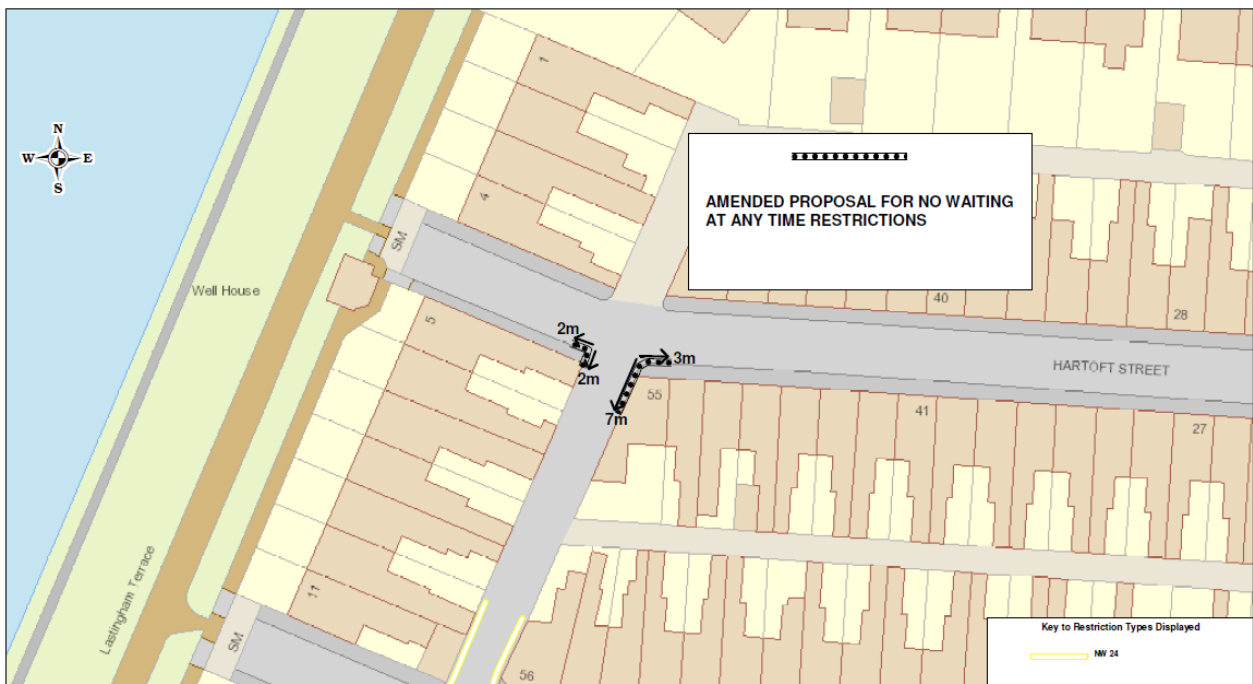 1
N
W E
S
AMENDED PROPOSAL FOR NO WAITING
AT ANY TIME RESTRICTIONS
4
SM
Well House
40
28
5
2m
2m
3m
HARTOFT STREET
55
7m
41
27
Lastingham Terrace
11
SM
56
Key to Restriction Types Displayed
NW 24